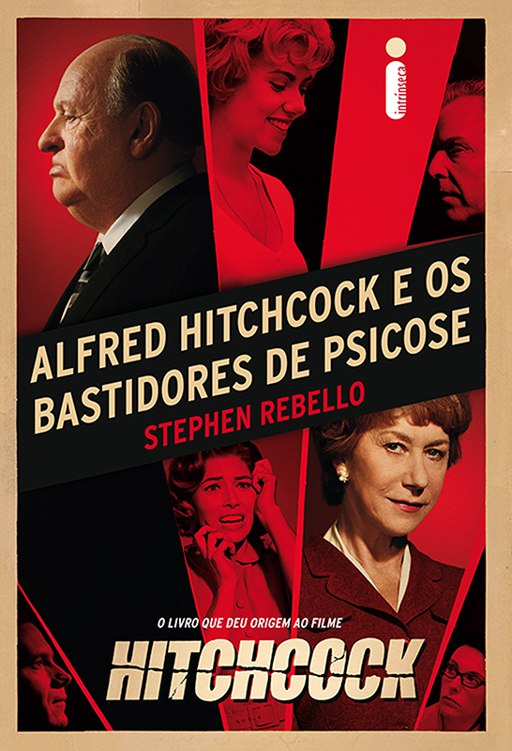 intrínseca
ALFRED HITCHCOCK E OS
BASTIDORES DE PSICOSE
STEPHEN REBELLO
O LIVRO QUE DEU ORIGEM AO FILME
HITCHCOCK